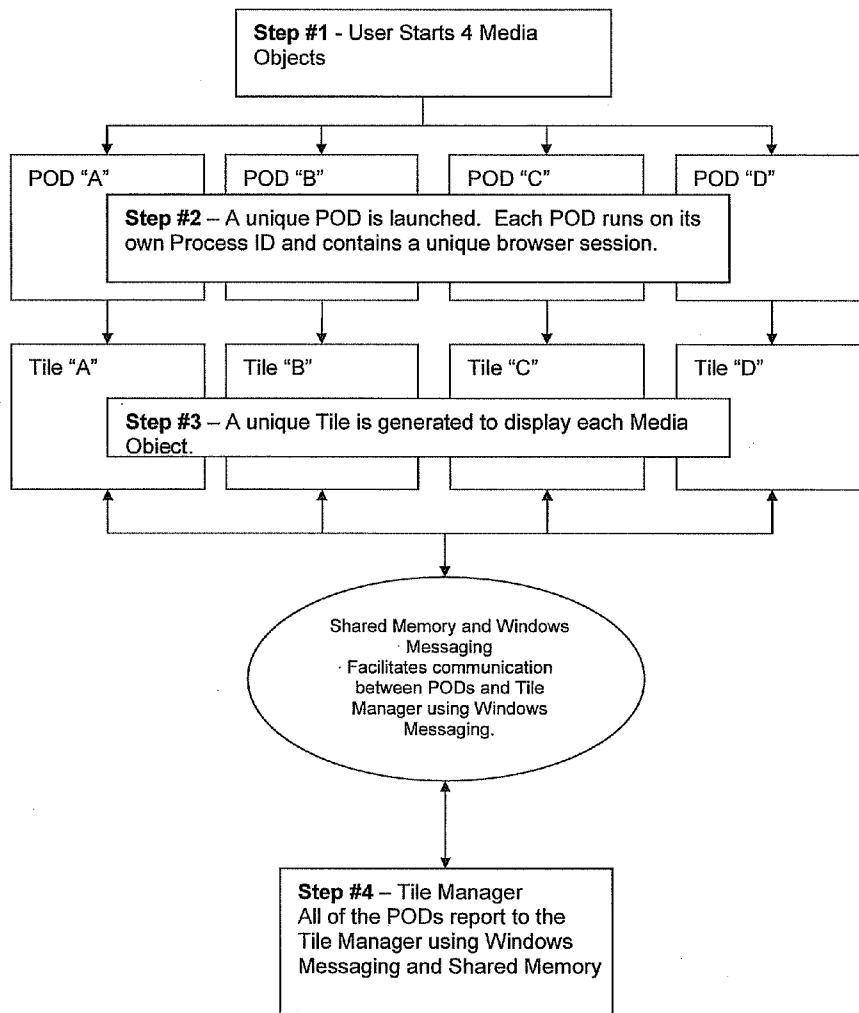 Step #1 - User Starts 4 Media
Objects
POD “A”
POD “B”
POD “C”
POD “D”
Step #2 – A unique POD is launched. Each POD runs on its
own Process ID and contains a unique browser session.
Tile “A”
Tile “B”
Tile “C”
Tile “D”
Step #3 – A unique Tile is generated to display each Media
Object.
Shared Memory and Windows
· Messaging
· Facilitates communication
between PODs and Tile
Manager using Windows
Messaging.
Step #4 – Tile Manager
All of the PODs report to the
Tile Manager using Windows
Messaging and Shared Memory